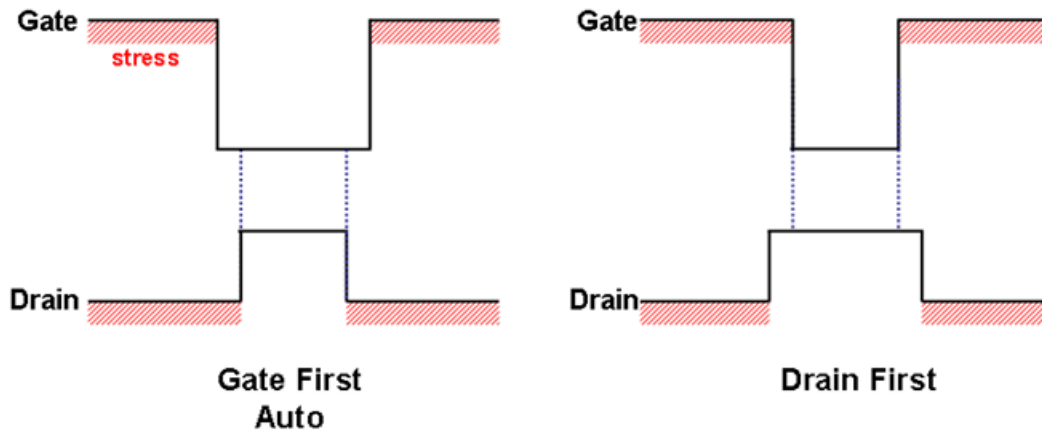 Gate
stress
Drain
Gate First
Auto
Gate
Drain
Drain First